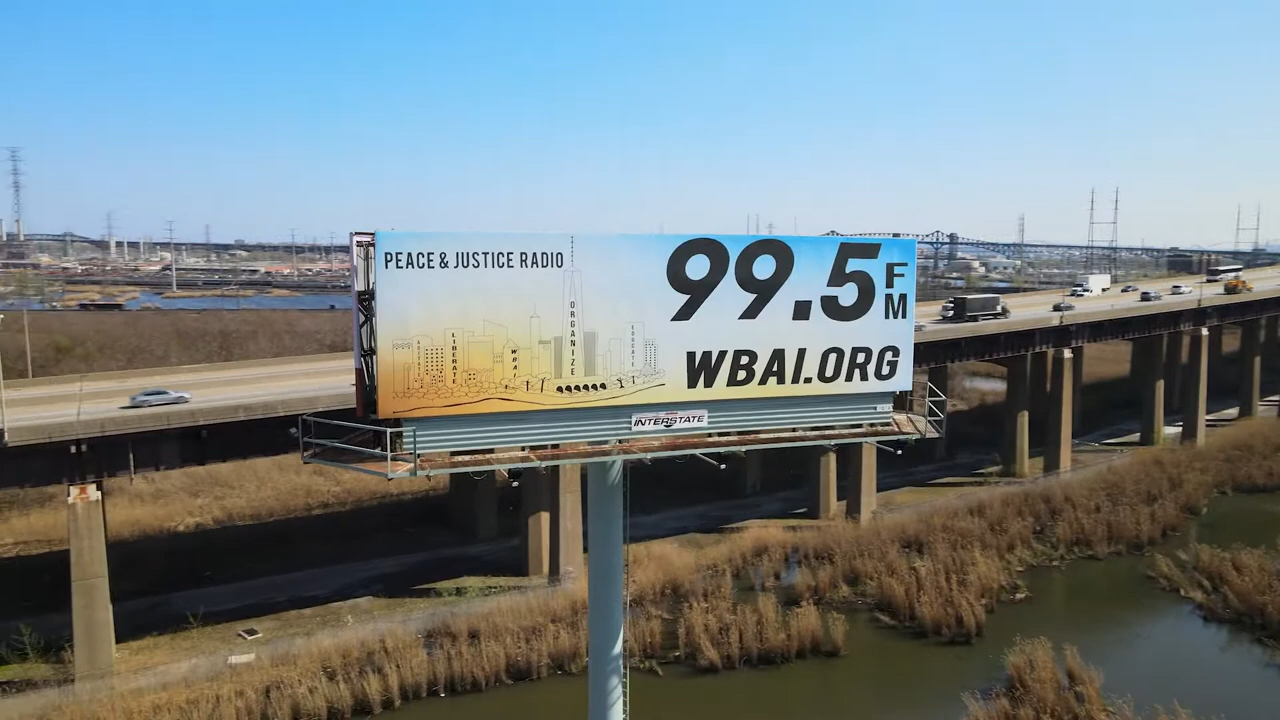 PEACE & JUSTICE RADIO
99.5 FM
WBAI.ORG
LIBERATE
WBAI
ORGANIZE
EDUCATE
INTERSTATE